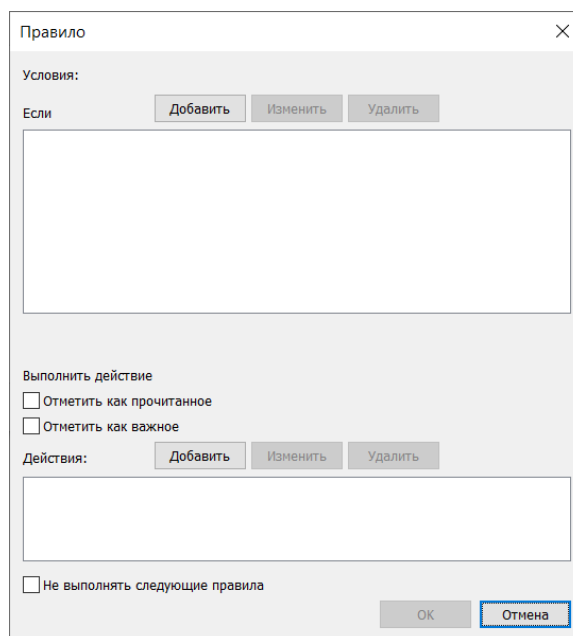 Правило
Условия:
Если Добавить Изменить Удалить
Выполнить действие
Отметить как прочитанное
Отметить как важное
Действия: Добавить Изменить Удалить
Не выполнять следующие правила
ОК Отмена